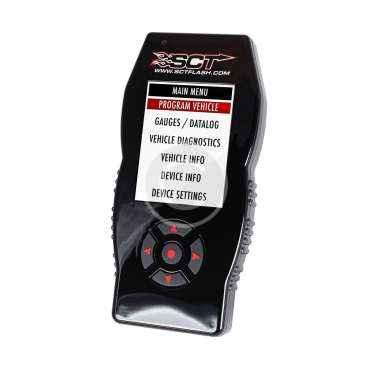 SCT
WWW.SCTFLASH.COM
MAIN MENU
PROGRAM VEHICLE
GAUGES / DATALOG
VEHICLE DIAGNOSTICS
VEHICLE INFO
DEVICE INFO
DEVICE SETTINGS